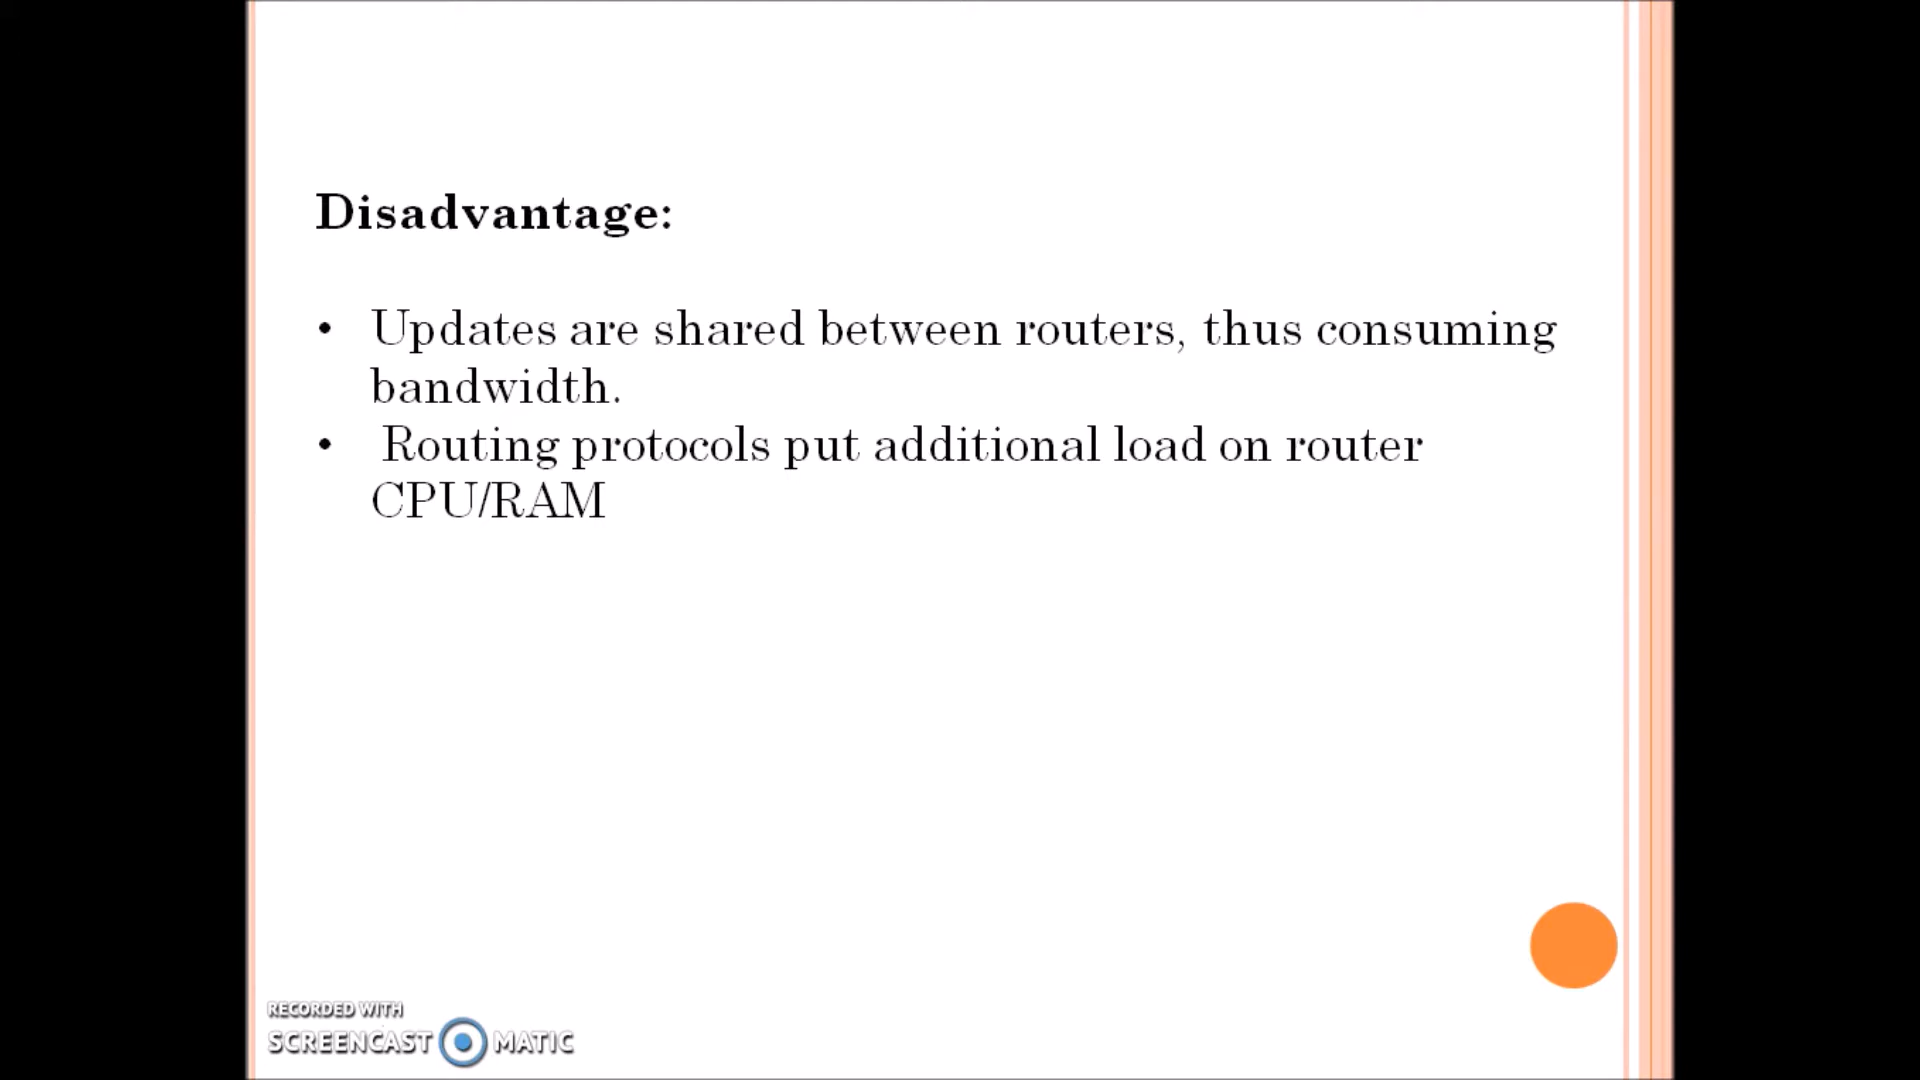 Disadvantage:
• Updates are shared between routers, thus consuming
bandwidth.
• Routing protocols put additional load on router
CPU/RAM
RECORDED WITH
SCREENCAST MATIC